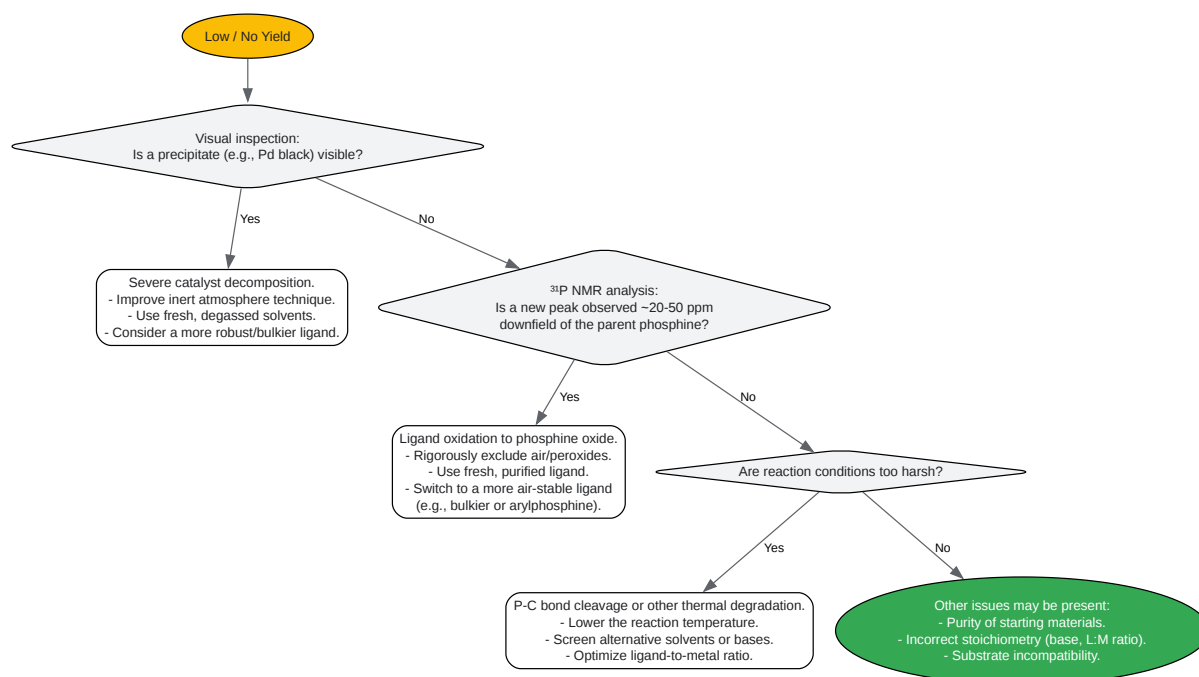 Low / No Yield
Visual inspection:
Is a precipitate (e.g., Pd black) visible?
Yes
No
Severe catalyst decomposition.
- Improve inert atmosphere technique.
- Use fresh, degassed solvents.
- Consider a more robust/bulkier ligand.
³¹P NMR analysis:
Is a new peak observed ~20-50 ppm
downfield of the parent phosphine?
Yes
No
Ligand oxidation to phosphine oxide.
- Rigorously exclude air/peroxides.
- Use fresh, purified ligand.
- Switch to a more air-stable ligand
(e.g., bulkier or arylphosphine).
Are reaction conditions too harsh?
Yes
No
P-C bond cleavage or other thermal degradation.
- Lower the reaction temperature.
- Screen alternative solvents or bases.
- Optimize ligand-to-metal ratio.
Other issues may be present:
- Purity of starting materials.
- Incorrect stoichiometry (base, L:M ratio).
- Substrate incompatibility.